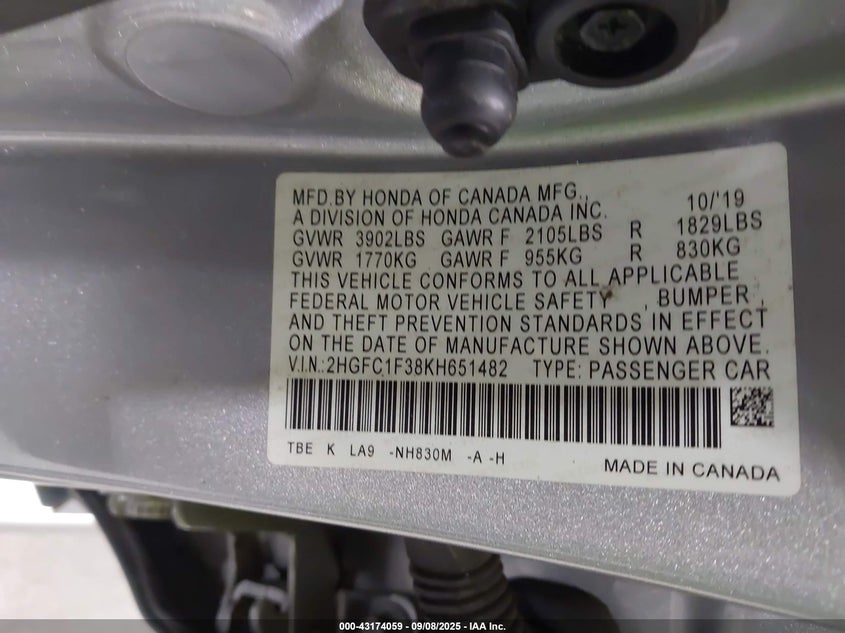 MFD.BY HONDA OF CANADA MFG., 10/'19
A DIVISION OF HONDA CANADA INC.
GVWR 3902LBS GAWR F 2105LBS R 1829LBS
GVWR 1770KG GAWR F 955KG R 830KG
THIS VEHICLE CONFORMS TO ALL APPLICABLE
FEDERAL MOTOR VEHICLE SAFETY , BUMPER ,
AND THEFT PREVENTION STANDARDS IN EFFECT
ON THE DATE OF MANUFACTURE SHOWN ABOVE.
V.I.N.:2HGFC1F38KH651482 TYPE: PASSENGER CAR
TBE K LA9 -NH830M -A -H
MADE IN CANADA
000-43174059 - 09/08/2025 - IAA Inc.